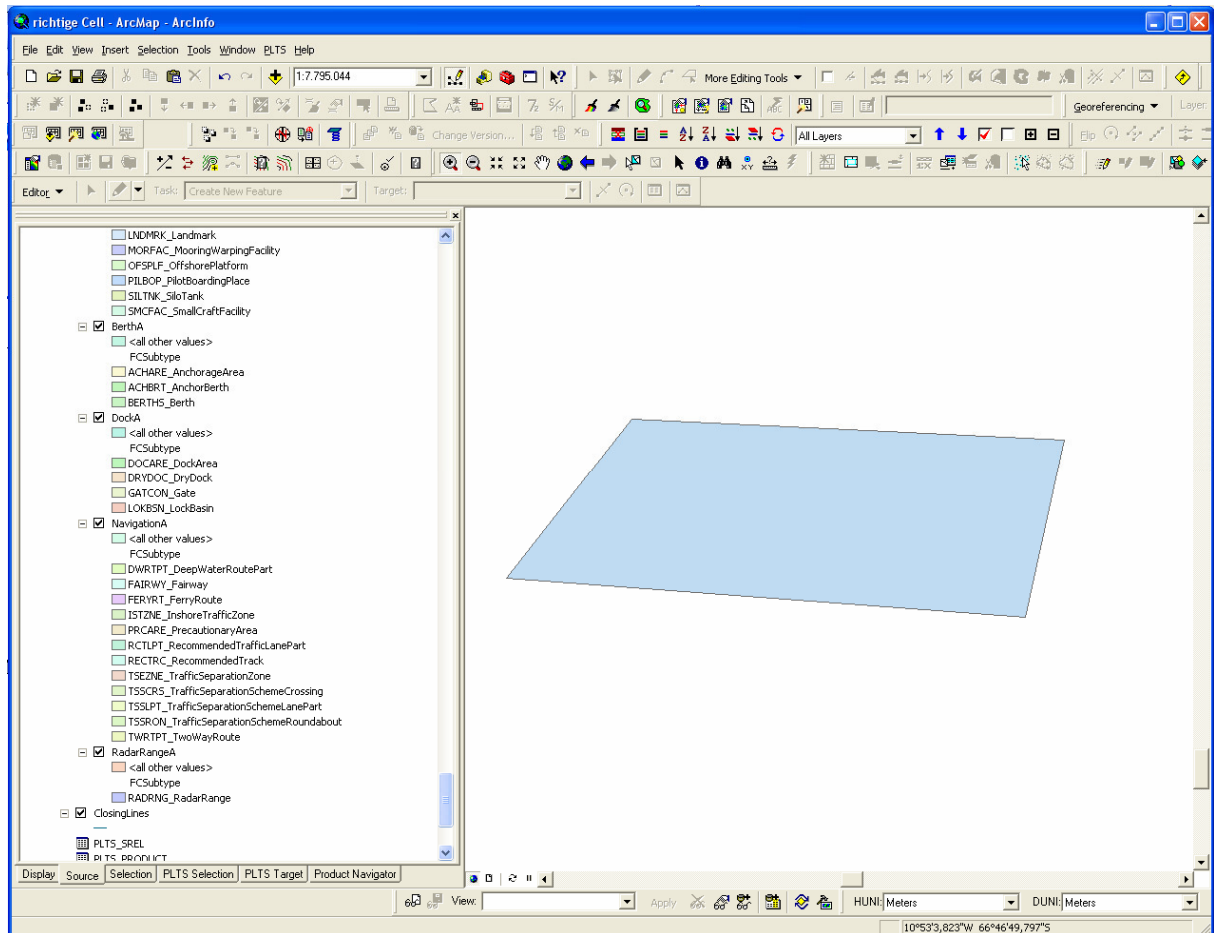 richtige Cell - ArcMap - ArcInfo
File Edit View Insert Selection Tools Window PLTS Help
1:7.795.044
More Editing Tools
Georeferencing
Layer:
Change Version...
All Layers
Flip
Editor
Task:
Create New Feature
Target:
LNDMRK_Landmark
MORFAC_MooringWarpingFacility
OFSPLF_OffshorePlatform
PILBOP_PilotBoardingPlace
SILTNK_SiloTank
SMCFAC_SmallCraftFacility
BerthA
<all other values>
FCSubtype
ACHARE_AnchorageArea
ACHBRT_AnchorBerth
BERTHS_Berth
DockA
<all other values>
FCSubtype
DOCARE_DockArea
DRYDOC_DryDock
GATCON_Gate
LOKBSN_LockBasin
NavigationA
<all other values>
FCSubtype
DWRTPT_DeepWaterRoutePart
FAIRWY_Fairway
FERYRT_FerryRoute
ISTZNE_InshoreTrafficZone
PRCARE_PrecautionaryArea
RCTLPT_RecommendedTrafficLanePart
RECTRC_RecommendedTrack
TSEZNE_TrafficSeparationZone
TSSCRS_TrafficSeparationSchemeCrossing
TSSLPT_TrafficSeparationSchemeLanePart
TSSRON_TrafficSeparationSchemeRoundabout
TWRTPT_TwoWayRoute
RadarRangeA
<all other values>
FCSubtype
RADRNG_RadarRange
ClosingLines
PLTS_SREL
PLTS_PRODUCT
Display Source Selection PLTS Selection PLTS Target Product Navigator
View:
Apply
HUNI: Meters
DUNI: Meters
10°53'3,823"W 66°46'49,797"S